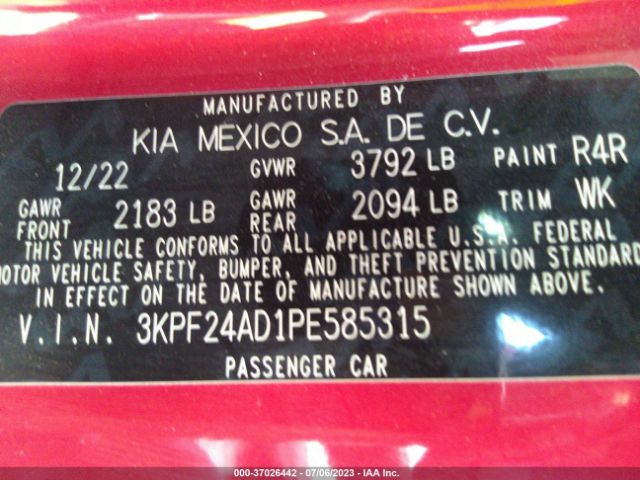 MANUFACTURED BY
KIA MEXICO S.A. DE C.V.
12/22 GVWR 3792 LB PAINT R4R
GAWR FRONT 2183 LB GAWR REAR 2094 LB TRIM WK
THIS VEHICLE CONFORMS TO ALL APPLICABLE U.S.A. FEDERAL
MOTOR VEHICLE SAFETY, BUMPER, AND THEFT PREVENTION STANDARD
IN EFFECT ON THE DATE OF MANUFACTURE SHOWN ABOVE.
V.I.N. 3KPF24AD1PE585315
PASSENGER CAR
000-37026442 - 07/06/2023 - IAA Inc.